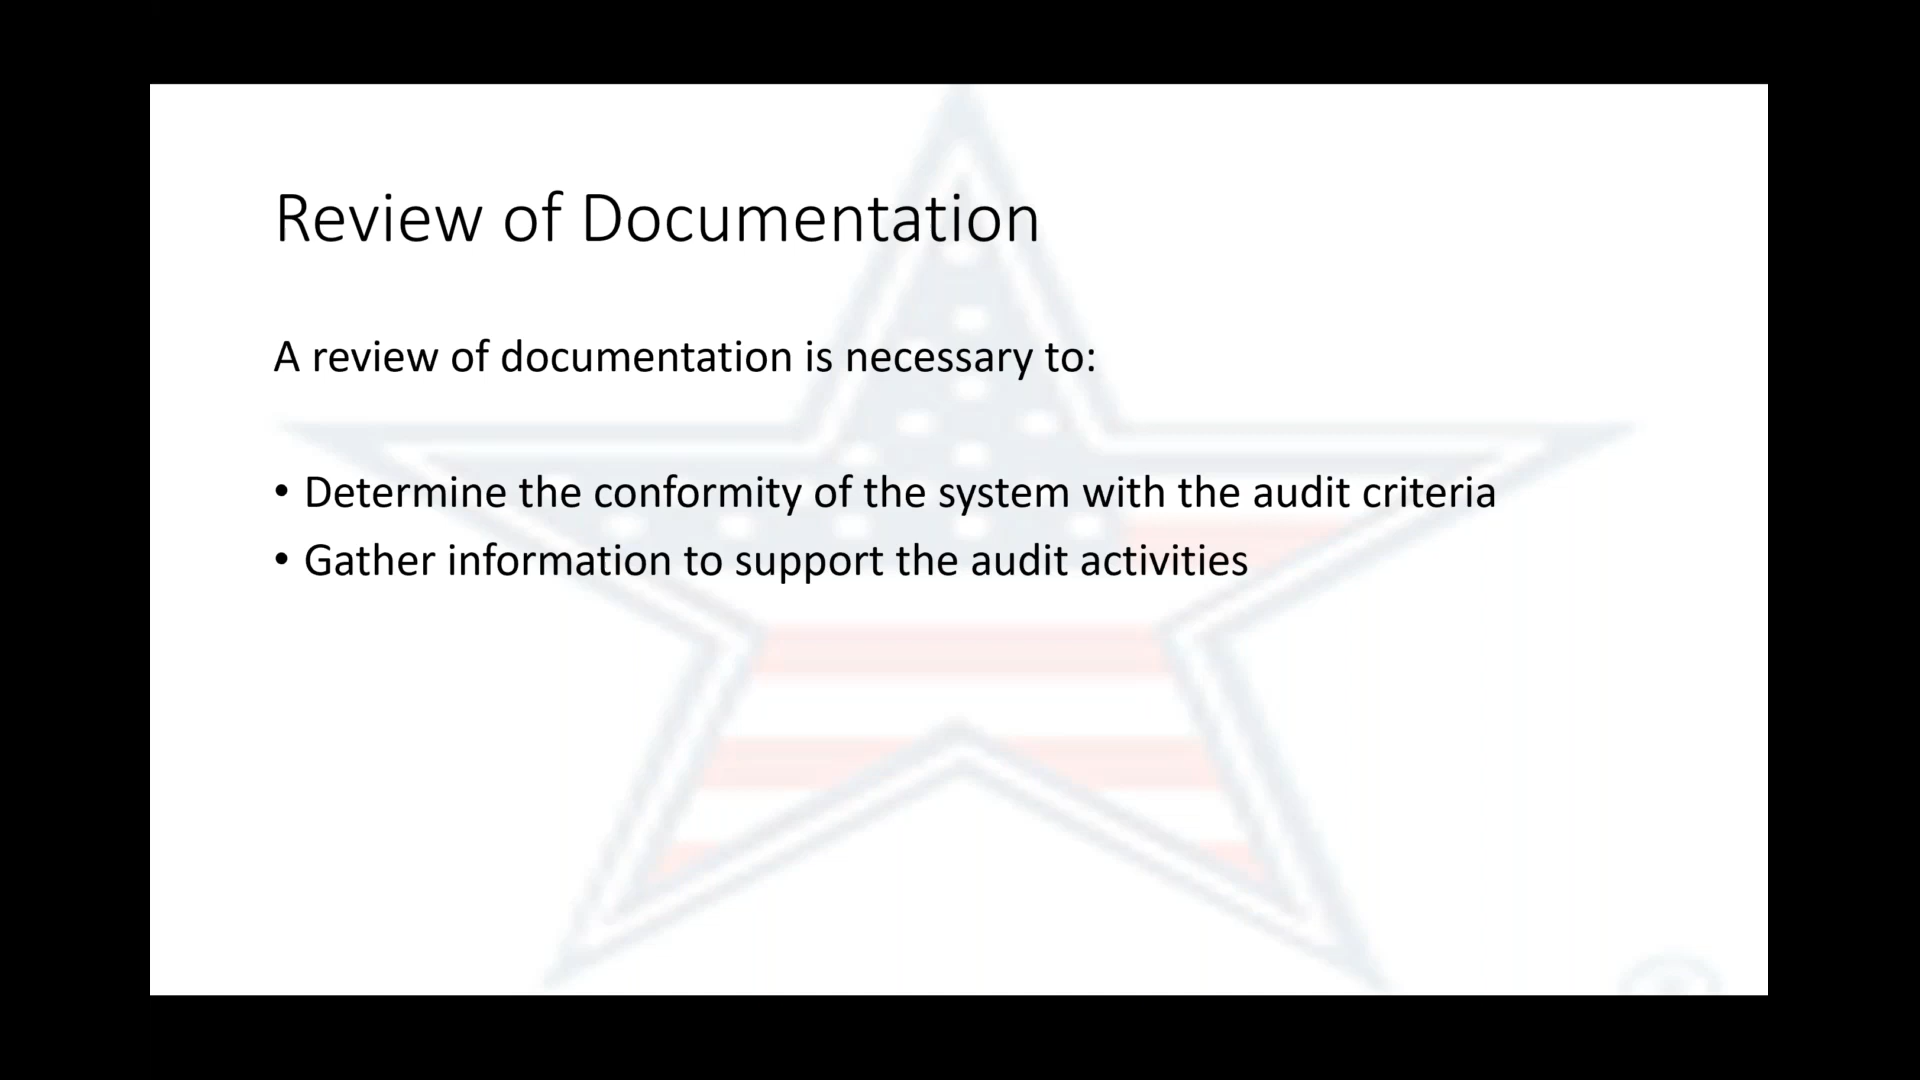 Review of Documentation
A review of documentation is necessary to:
• Determine the conformity of the system with the audit criteria
• Gather information to support the audit activities